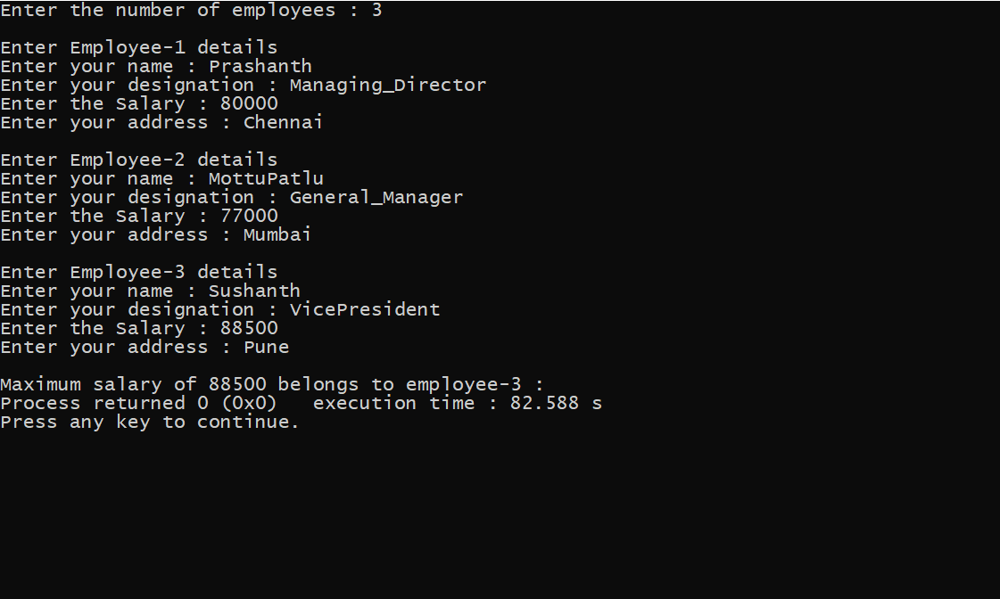 Enter the number of employees : 3
Enter Employee-1 details
Enter your name : Prashanth
Enter your designation : Managing_Director
Enter the Salary : 80000
Enter your address : Chennai
Enter Employee-2 details
Enter your name : MottuPatlu
Enter your designation : General_Manager
Enter the Salary : 77000
Enter your address : Mumbai
Enter Employee-3 details
Enter your name : Sushanth
Enter your designation : VicePresident
Enter the Salary : 88500
Enter your address : Pune
Maximum salary of 88500 belongs to employee-3 :
Process returned 0 (0x0)   execution time : 82.588 s
Press any key to continue.